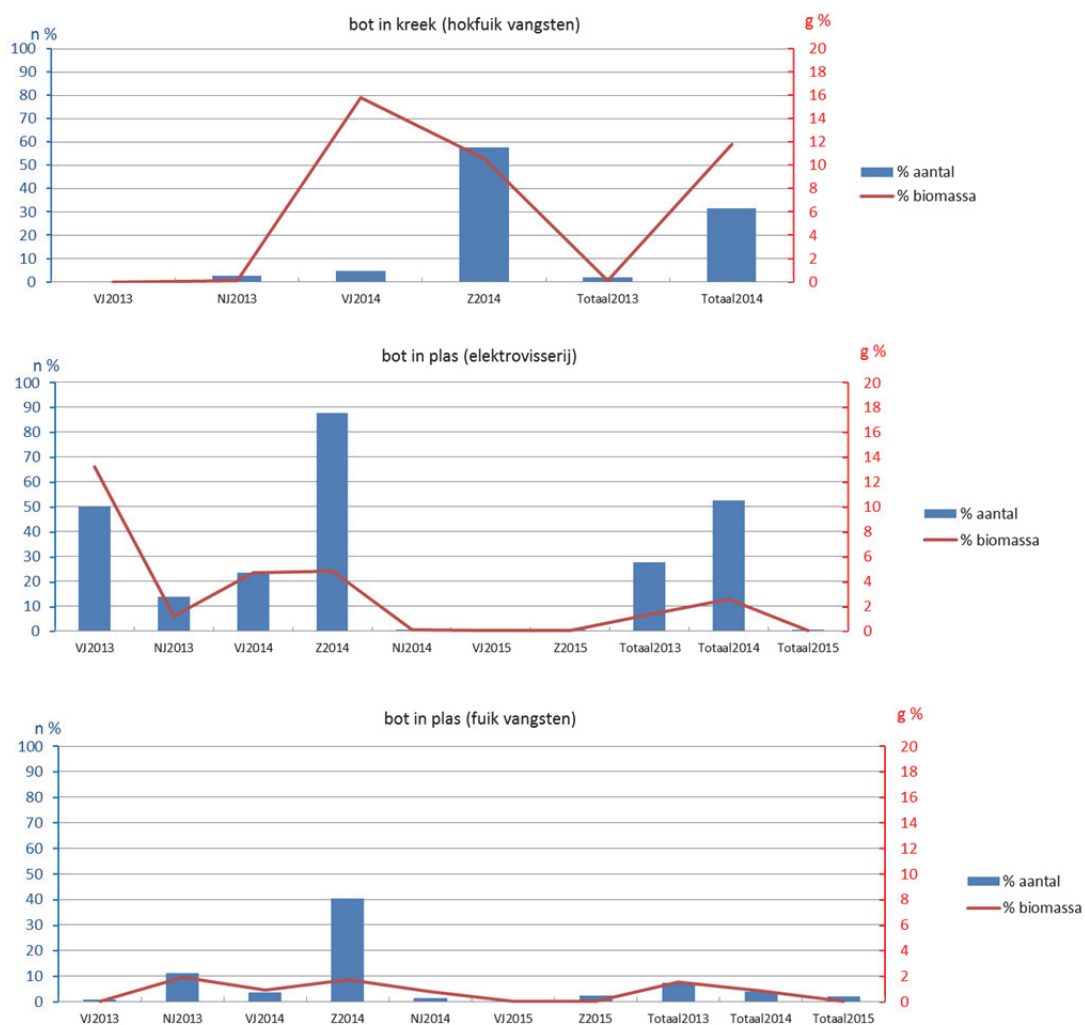 bot in kreek (hokfuik vangsten)
n %
g %
100
90
80
70
60
50
40
30
20
10
0
20
18
16
14
12
10
8
6
4
2
0
VJ2013
NJ2013
VJ2014
Z2014
Totaal2013
Totaal2014
% aantal
% biomassa
bot in plas (elektrovisserij)
n %
g %
100
90
80
70
60
50
40
30
20
10
0
20
18
16
14
12
10
8
6
4
2
0
VJ2013
NJ2013
VJ2014
Z2014
NJ2014
VJ2015
Z2015
Totaal2013
Totaal2014
Totaal2015
% aantal
% biomassa
bot in plas (fuik vangsten)
n %
g %
100
90
80
70
60
50
40
30
20
10
0
20
18
16
14
12
10
8
6
4
2
0
VJ2013
NJ2013
VJ2014
Z2014
NJ2014
VJ2015
Z2015
Totaal2013
Totaal2014
Totaal2015
% aantal
% biomassa